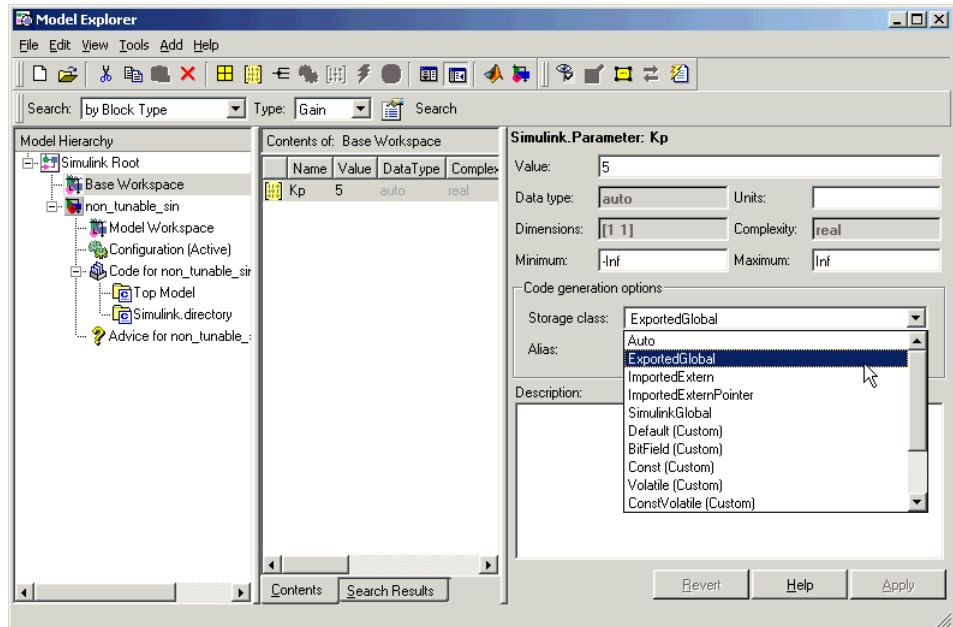 Model Explorer
File Edit View Tools Add Help
Search: by Block Type Type: Gain Search
Model Hierarchy
Simulink Root
Base Workspace
non_tunable_sin
Model Workspace
Configuration (Active)
Code for non_tunable_sin
Top Model
Simulink.directory
Advice for non_tunable_
Contents of: Base Workspace
Name Value DataType Complex
Kp 5 auto real
Contents Search Results
Simulink.Parameter: Kp
Value: 5
Data type: auto Units:
Dimensions: [1 1] Complexity: real
Minimum: -Inf Maximum: Inf
Code generation options
Storage class: ExportedGlobal
Alias:
Auto
ExportedGlobal
ImportedExtern
ImportedExternPointer
SimulinkGlobal
Default (Custom)
BitField (Custom)
Const (Custom)
Volatile (Custom)
ConstVolatile (Custom)
Description:
Revert Help Apply